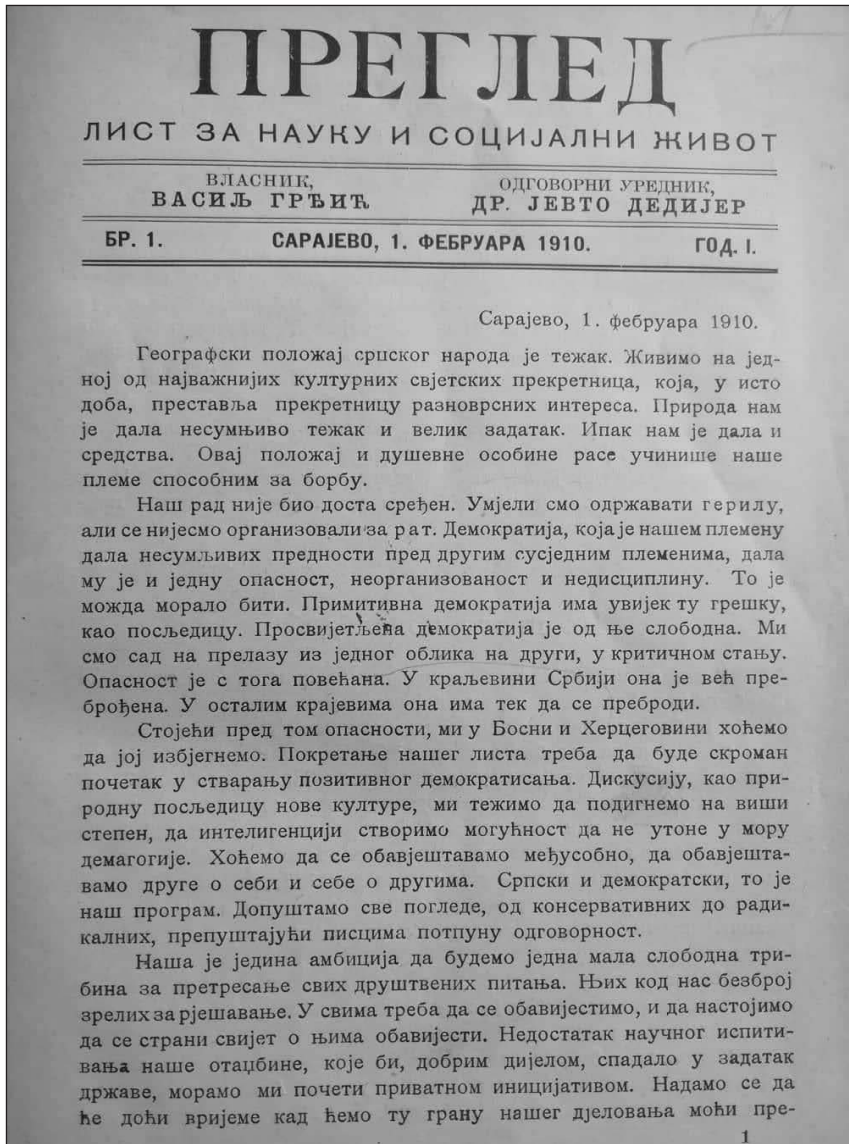 ПРЕГЛЕД
ЛИСТ ЗА НАУКУ И СОЦИЈАЛНИ ЖИВОТ
ВЛАСНИК,
ВАСИЉ ГРЂИЋ
ОДГОВОРНИ УРЕДНИК,
ДР. ЈЕВТО ДЕДИЈЕР
БР. 1. САРАЈЕВО, 1. ФЕБРУАРА 1910. ГОД. I.
Сарајево, 1. фебруара 1910.
Географски положај српског народа је тежак. Живимо на јед-
ној од најважнијих културних свјетских прекретница, која, у исто
доба, преставља прекретницу разноврсних интереса. Природа нам
је дала несумњиво тежак и велик задатак. Ипак нам је дала и
средства. Овај положај и душевне особине расе учинише наше
племе способним за борбу.
Наш рад није био доста сређен. Умјели смо одржавати герилу,
али се нијесмо организовали за рат. Демократија, која је нашем племену
дала несумљивих предности пред другим сусједним племенима, дала
му је и једну опасност, неорганизованост и недисциплину. То је
можда морало бити. Примитивна демократија има увијек ту грешку,
као посљедицу. Просвијетљена демократија је од ње слободна. Ми
смо сад на прелазу из једног облика на други, у критичном стању.
Опасност је с тога повећана. У краљевини Србији она је већ пре-
брођена. У осталим крајевима она има тек да се преброди.
Стојећи пред том опасности, ми у Босни и Херцеговини хоћемо
да јој избјегнемо. Покретање нашег листа треба да буде скроман
почетак у стварању позитивног демократисања. Дискусију, као при-
родну посљедицу нове културе, ми тежимо да подигнемо на виши
степен, да интелигенцији створимо могућност да не утоне у мору
демагогије. Хоћемо да се обавјештавамо међусобно, да обавјешта-
вамо друге о себи и себе о другима. Српски и демократски, то је
наш програм. Допуштамо све погледе, од консервативних до ради-
калних, препуштајући писцима потпуну одговорност.
Наша је једина амбиција да будемо једна мала слободна три-
бина за претресање свих друштвених питања. Њих код нас безброј
зрелих за рјешавање. У свима треба да се обавијестимо, и да настојимо
да се страни свијет о њима обавијести. Недостатак научног испити-
вања наше отаџбине, које би, добрим дијелом, спадало у задатак
државе, морамо ми почети приватном иницијативом. Надамо се да
ће доћи вријеме кад ћемо ту грану нашег дјеловања моћи пре-
1